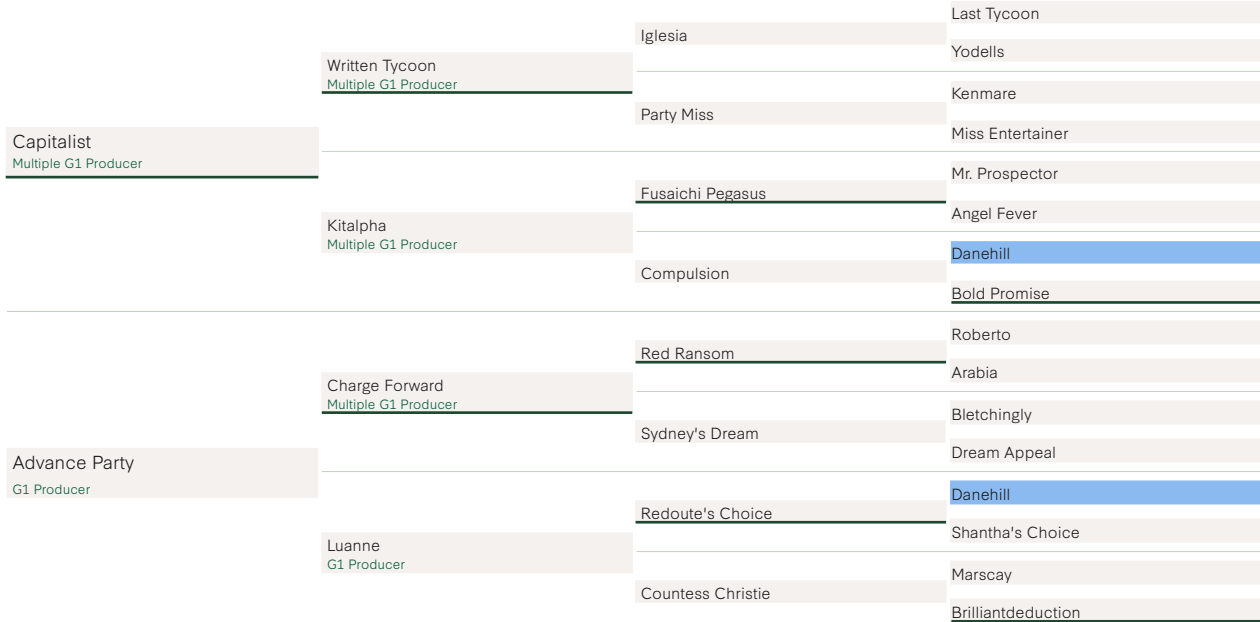 Capitalist
Multiple G1 Producer
Advance Party
G1 Producer
Written Tycoon
Multiple G1 Producer
Kitalpha
Multiple G1 Producer
Charge Forward
Multiple G1 Producer
Luanne
G1 Producer
Iglesia
Party Miss
Fusaichi Pegasus
Compulsion
Red Ransom
Sydney's Dream
Redoute's Choice
Countess Christie
Last Tycoon
Yodells
Kenmare
Miss Entertainer
Mr. Prospector
Angel Fever
Danehill
Bold Promise
Roberto
Arabia
Bletchingly
Dream Appeal
Danehill
Shantha's Choice
Marscay
Brilliantdeduction